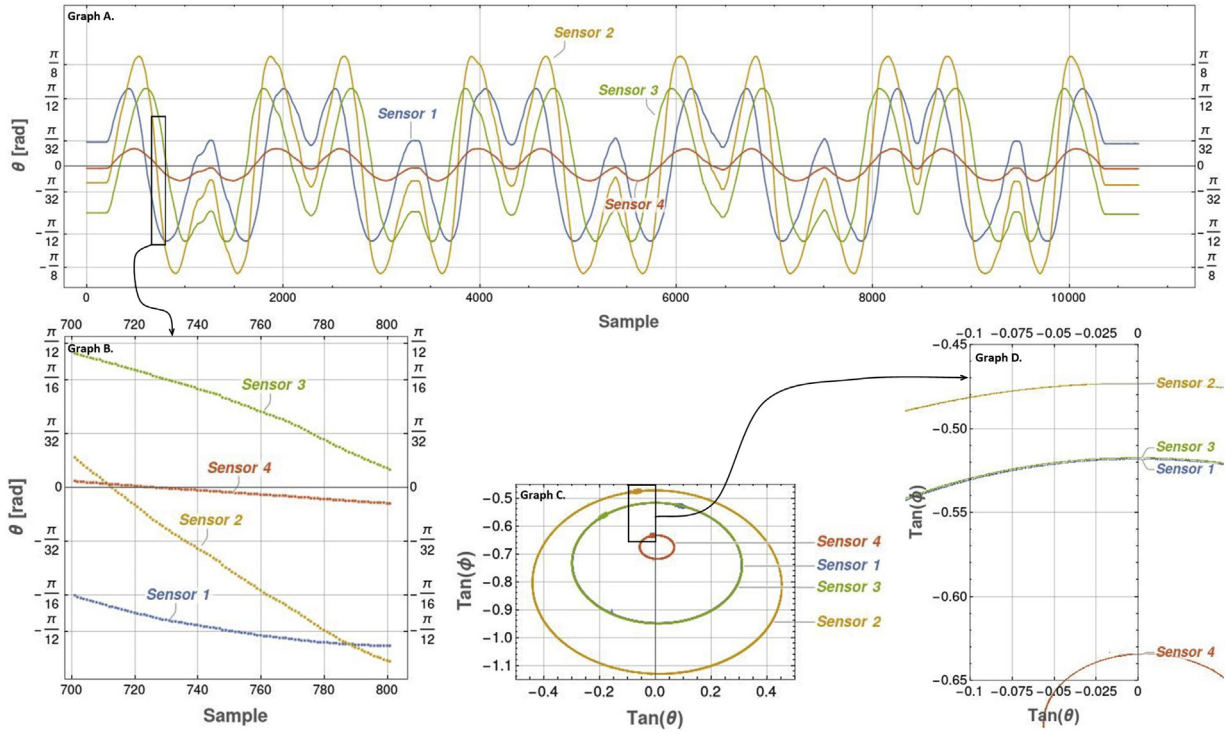 Graph A.
Sensor 2
Sensor 3
Sensor 1
Sensor 4
θ [rad]
π/8
π/12
π/32
0
-π/32
-π/12
-π/8
π/8
π/12
π/32
0
-π/32
-π/12
-π/8
0 2000 4000 6000 8000 10000
Sample
700 720 740 760 780 800
Graph B.
Sensor 3
Sensor 4
Sensor 2
Sensor 1
θ [rad]
π/12
π/16
π/32
0
-π/32
-π/16
-π/12
π/12
π/16
π/32
0
-π/32
-π/16
-π/12
700 720 740 760 780 800
Sample
Graph C.
Tan(ϕ)
-0.5
-0.6
-0.7
-0.8
-0.9
-1.0
-1.1
Sensor 4
Sensor 1
Sensor 3
Sensor 2
-0.4 -0.2 0.0 0.2 0.4
Tan(θ)
-0.1 -0.075 -0.05 -0.025 0
Graph D.
Tan(ϕ)
-0.45
-0.50
-0.55
-0.60
-0.65
Sensor 2
Sensor 3
Sensor 1
Sensor 4
-0.1 -0.075 -0.05 -0.025 0
Tan(θ)